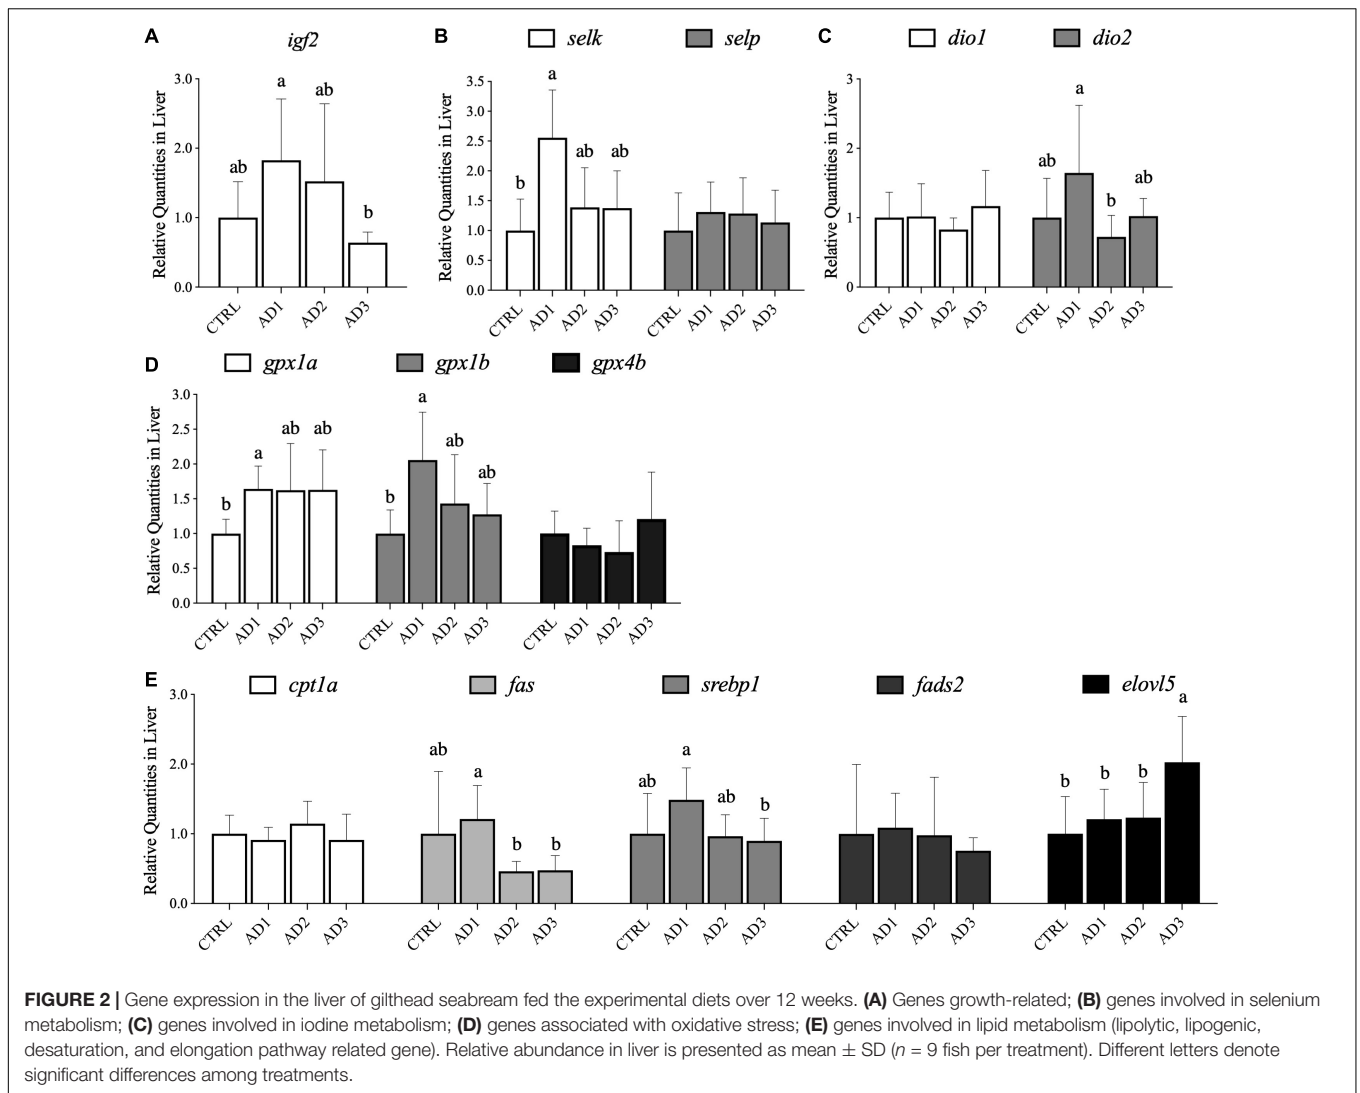 A
igf2
Relative Quantities in Liver
3.0
2.0
1.0
0.0
ab
a
ab
b
CTRL
AD1
AD2
AD3
B
selk
selp
Relative Quantities in Liver
3.5
3.0
2.5
2.0
1.5
1.0
0.5
0.0
b
a
ab
ab
CTRL
AD1
AD2
AD3
CTRL
AD1
AD2
AD3
C
dio1
dio2
Relative Quantities in Liver
3
2
1
0
ab
a
b
ab
CTRL
AD1
AD2
AD3
CTRL
AD1
AD2
AD3
D
gpx1a
gpx1b
gpx4b
Relative Quantities in Liver
3.0
2.5
2.0
1.5
1.0
0.5
0.0
b
a
ab
ab
b
a
ab
ab
CTRL
AD1
AD2
AD3
CTRL
AD1
AD2
AD3
CTRL
AD1
AD2
AD3
E
cpt1a
fas
srebp1
fads2
elovl5
Relative Quantities in Liver
3.0
2.0
1.0
0.0
ab
a
b
b
ab
a
ab
b
b
b
b
a
CTRL
AD1
AD2
AD3
CTRL
AD1
AD2
AD3
CTRL
AD1
AD2
AD3
CTRL
AD1
AD2
AD3
CTRL
AD1
AD2
AD3
FIGURE 2 | Gene expression in the liver of gilthead seabream fed the experimental diets over 12 weeks. (A) Genes growth-related; (B) genes involved in selenium
metabolism; (C) genes involved in iodine metabolism; (D) genes associated with oxidative stress; (E) genes involved in lipid metabolism (lipolytic, lipogenic,
desaturation, and elongation pathway related gene). Relative abundance in liver is presented as mean ± SD (n = 9 fish per treatment). Different letters denote
significant differences among treatments.